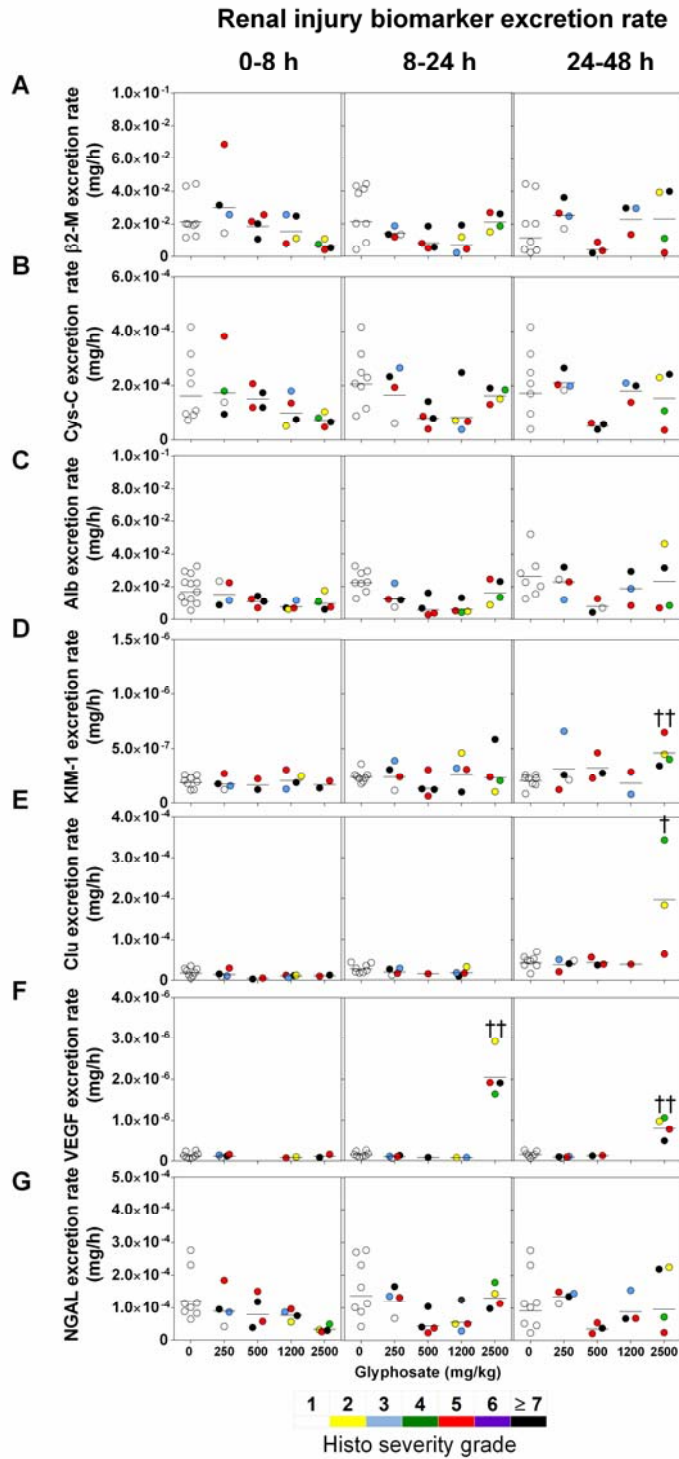 Renal injury biomarker excretion rate
0-8 h 8-24 h 24-48 h
A
β2-M excretion rate
(mg/h)
1.0×10⁻¹
8.0×10⁻²
6.0×10⁻²
4.0×10⁻²
2.0×10⁻²
0
B
Cys-C excretion rate
(mg/h)
6.0×10⁻⁴
4.0×10⁻⁴
2.0×10⁻⁴
0
C
Alb excretion rate
(mg/h)
1.0×10⁻¹
8.0×10⁻²
6.0×10⁻²
4.0×10⁻²
2.0×10⁻²
0
D
KIM-1 excretion rate
(mg/h)
1.5×10⁻⁶
1.0×10⁻⁶
5.0×10⁻⁷
0
††
E
Clu excretion rate
(mg/h)
4.0×10⁻⁴
3.0×10⁻⁴
2.0×10⁻⁴
1.0×10⁻⁴
0
†
F
VEGF excretion rate
(mg/h)
4.0×10⁻⁶
3.0×10⁻⁶
2.0×10⁻⁶
1.0×10⁻⁶
0
††
††
G
NGAL excretion rate
(mg/h)
5.0×10⁻⁴
4.0×10⁻⁴
3.0×10⁻⁴
2.0×10⁻⁴
1.0×10⁻⁴
0
0 250 500 1200 2500 0 250 500 1200 2500 0 250 500 1200 2500
Glyphosate (mg/kg)
1 2 3 4 5 6 ≥ 7
Histo severity grade